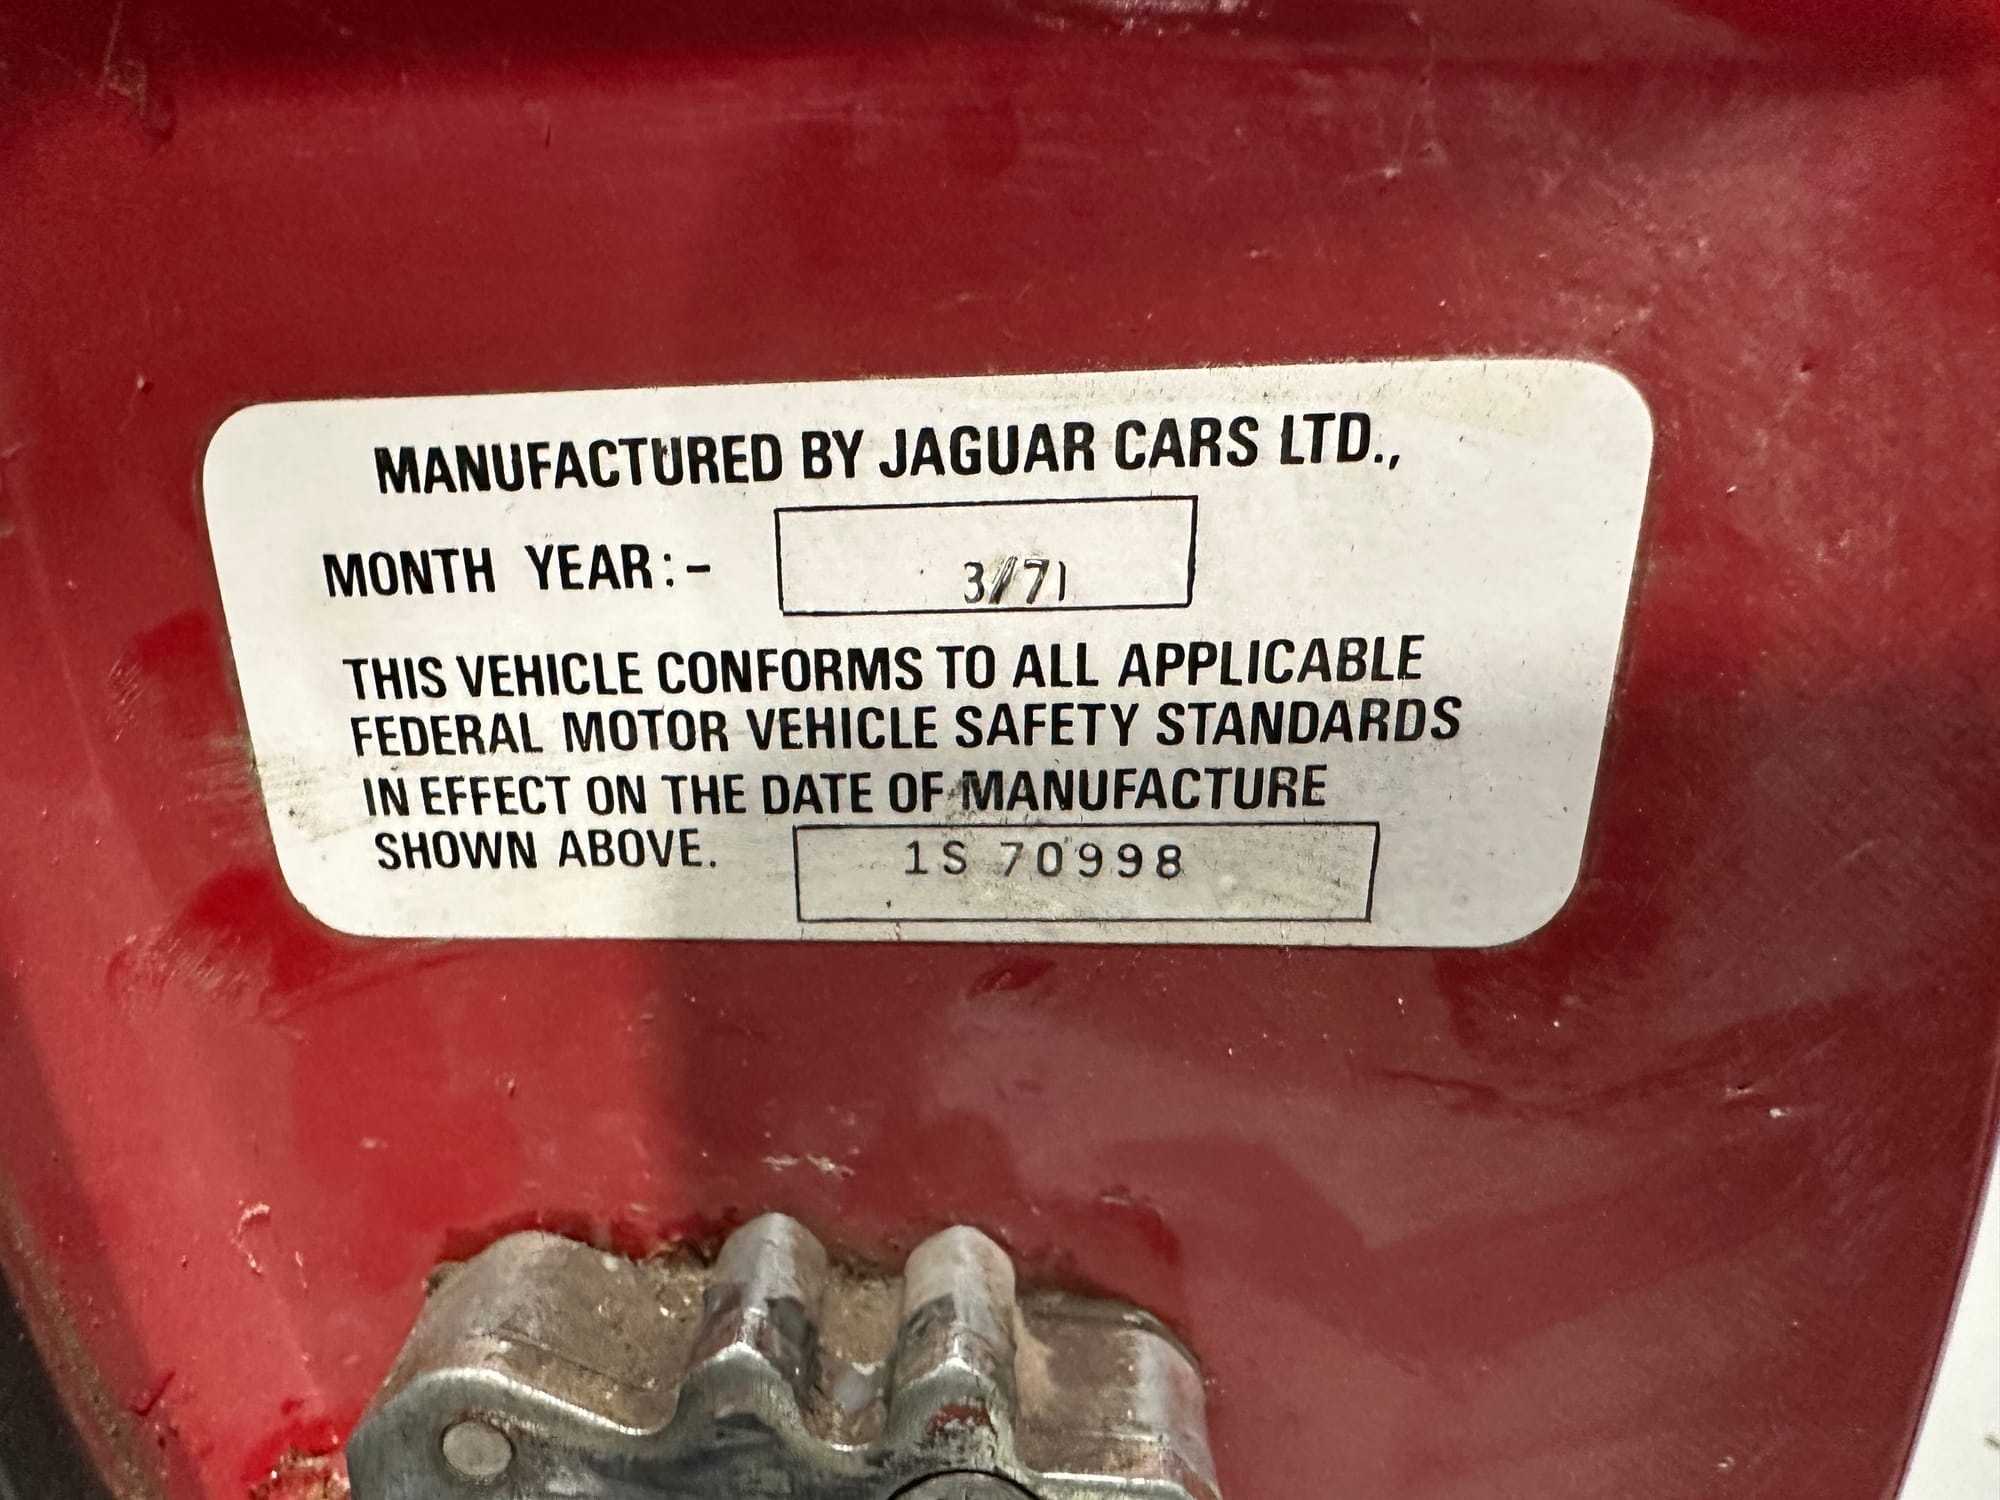 MANUFACTURED BY JAGUAR CARS LTD.,
MONTH YEAR:- 3/71
THIS VEHICLE CONFORMS TO ALL APPLICABLE
FEDERAL MOTOR VEHICLE SAFETY STANDARDS
IN EFFECT ON THE DATE OF MANUFACTURE
SHOWN ABOVE. 1S 70998